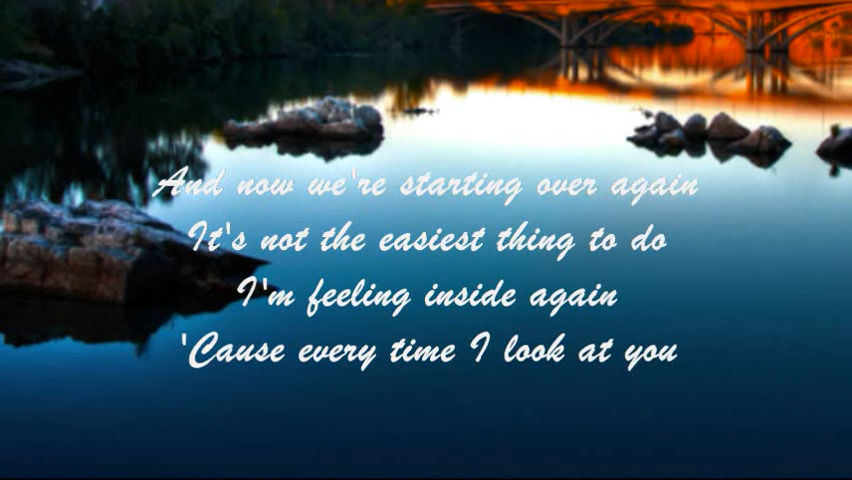 And now we're starting over again
It's not the easiest thing to do
I'm feeling inside again
'Cause every time I look at you